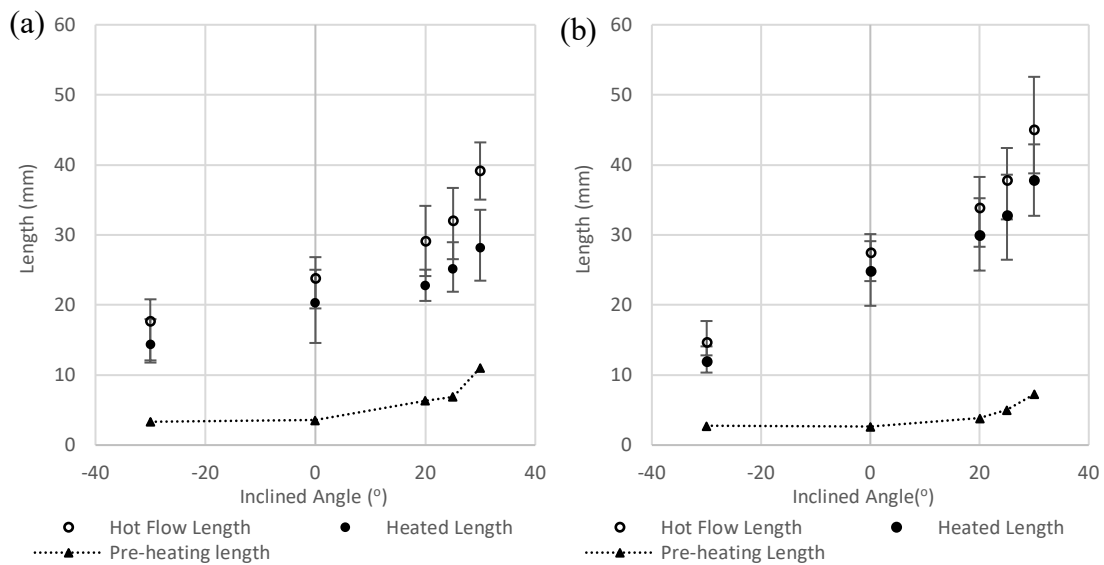 (a)
60
50
40
30
20
10
0
Length (mm)
-40 -20 0 20 40
Inclined Angle (°)
Hot Flow Length Heated Length
Pre-heating length
(b)
60
50
40
30
20
10
0
Length (mm)
-40 -20 0 20 40
Inclined Angle(°)
Hot Flow Length Heated Length
Pre-heating Length